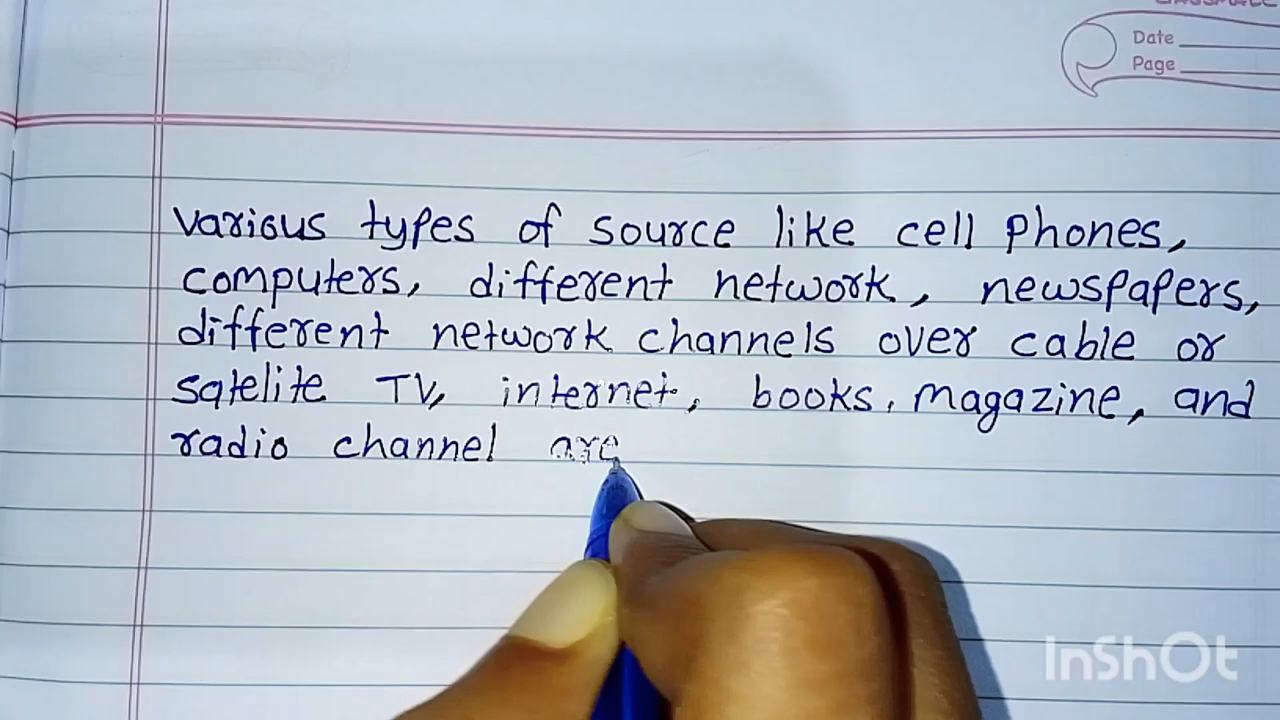 Date
Page
various types of source like cell phones,
computers, different network, newspapers,
different network channels over cable or
satelite TV, internet, books, magazine, and
radio channel are
InShOt